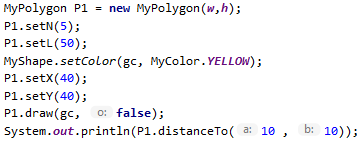 MyPolygon P1 = new MyPolygon(w,h);
P1.setN(5);
P1.setL(50);
MyShape.setColor(gc, MyColor.YELLOW);
P1.setX(40);
P1.setY(40);
P1.draw(gc, o: false);
System.out.println(P1.distanceTo( a: 10 , b: 10));